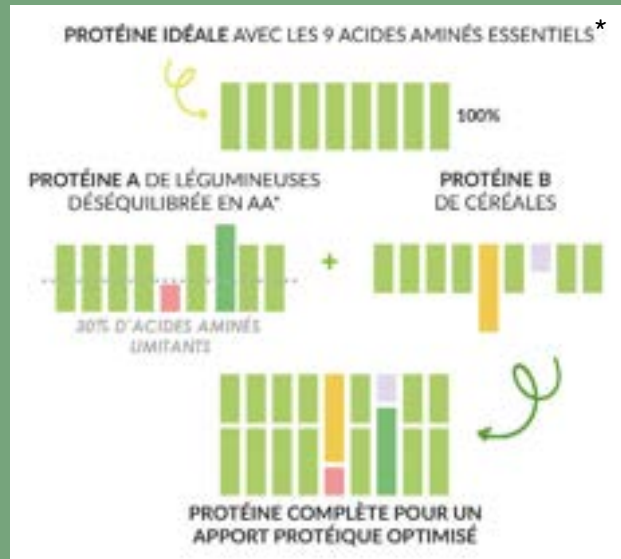 PROTÉINE IDÉALE AVEC LES 9 ACIDES AMINÉS ESSENTIELS*
100%
PROTÉINE A DE LÉGUMINEUSES
DÉSÉQUILIBRÉE EN AA*
PROTÉINE B
DE CÉRÉALES
+
30% D'ACIDES AMINÉS
LIMITANTS
PROTÉINE COMPLÈTE POUR UN
APPORT PROTÉIQUE OPTIMISÉ